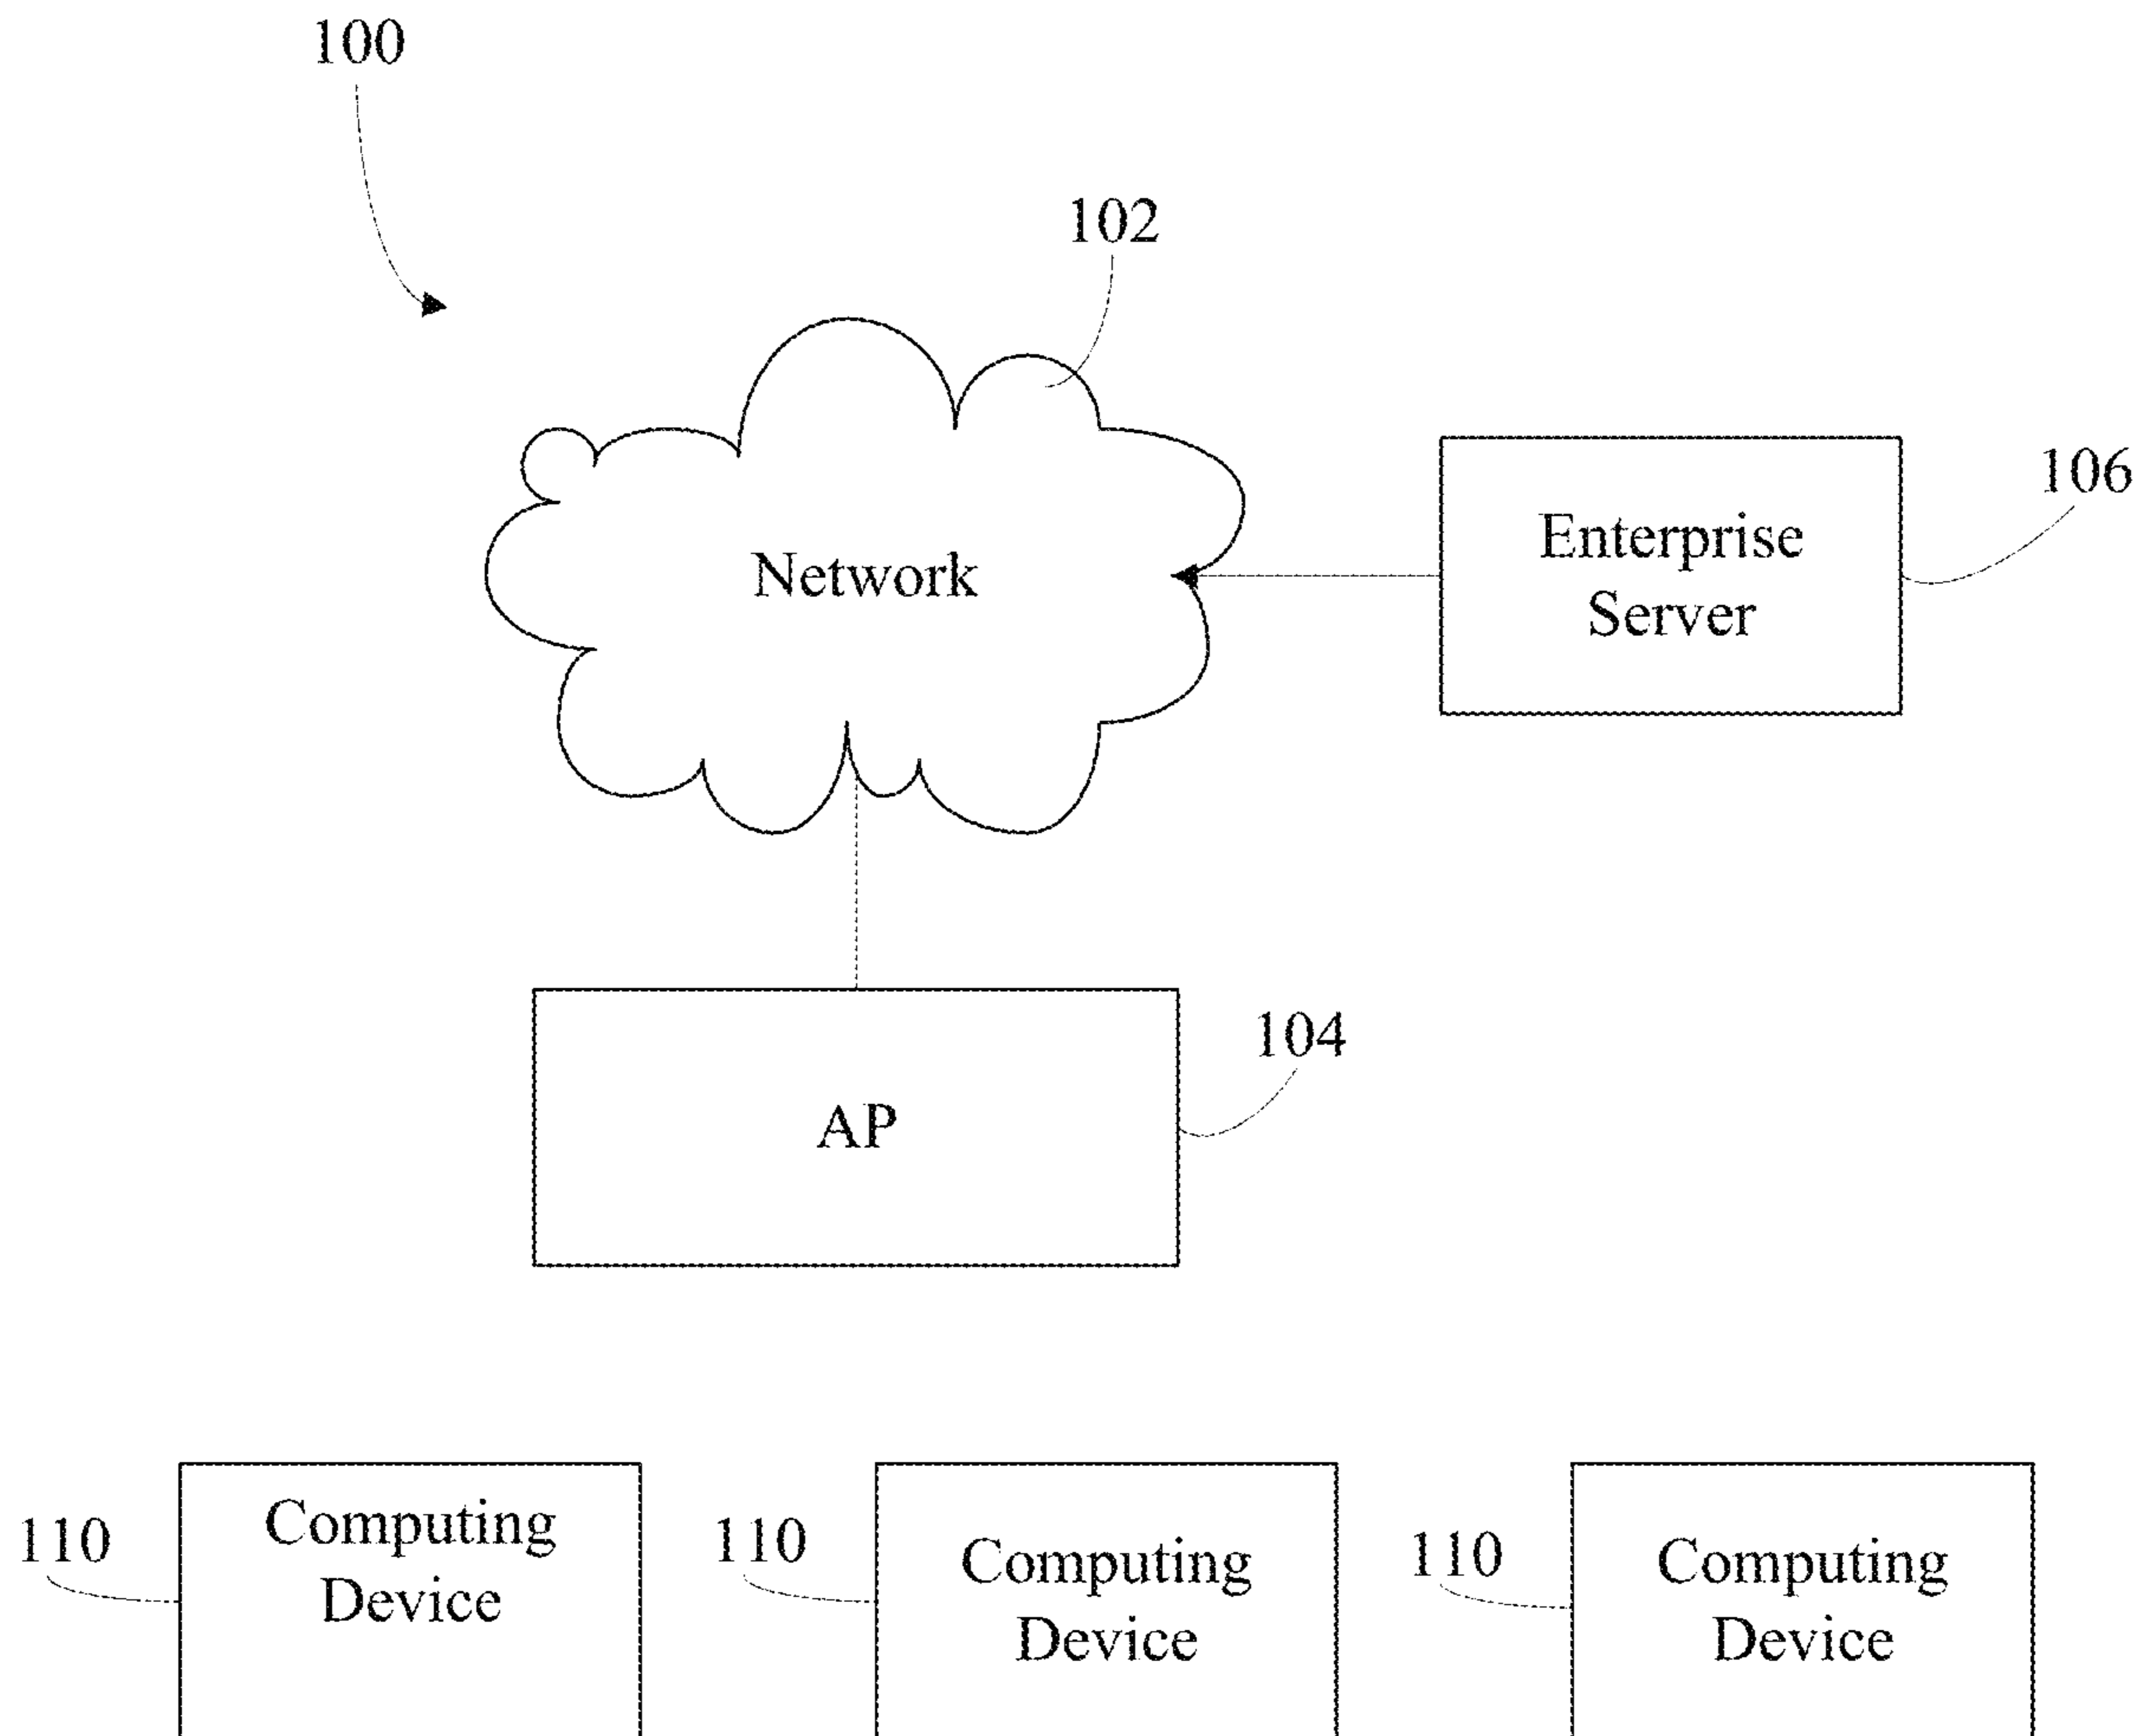 100
102
106
Enterprise
Server
Network
104
AP
110
Computing
Device
110
Computing
Device
110
Computing
Device